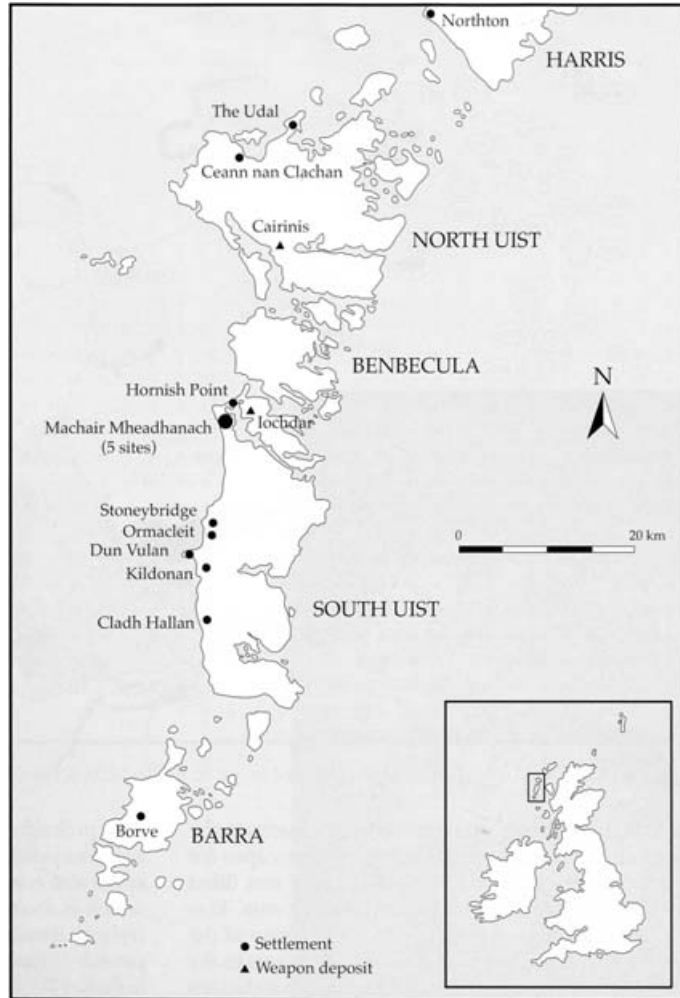 Northton
HARRIS
The Udal
Ceann nan Clachan
Cairinis
NORTH UIST
BENBECULA
N
Hornish Point
Iochdar
Machair Mheadhanach
(5 sites)
Stoneybridge
Ormacleit
0 20 km
Dun Vulan
Kildonan
SOUTH UIST
Cladh Hallan
Borve
BARRA
Settlement
Weapon deposit